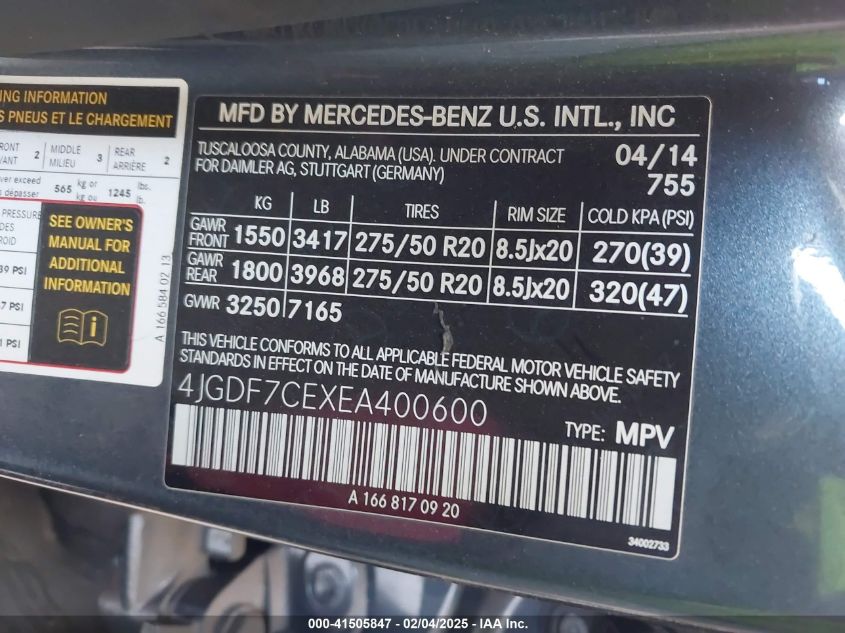 NG INFORMATION
S PNEUS ET LE CHARGEMENT
RONT 2 MIDDLE 3 REAR 2
VANT MILIEU ARRIÈRE
ver exceed 565 kg or 1245 lbs.
dépasser kg ou lb.
PRESSURE
DES
ROID
39 PSI
7 PSI
1 PSI
SEE OWNER'S
MANUAL FOR
ADDITIONAL
INFORMATION
A 166 584 02 13
MFD BY MERCEDES-BENZ U.S. INTL., INC
TUSCALOOSA COUNTY, ALABAMA (USA). UNDER CONTRACT 04/14
FOR DAIMLER AG, STUTTGART (GERMANY) 755
KG LB TIRES RIM SIZE COLD KPA (PSI)
GAWR FRONT 1550 3417 275/50 R20 8.5Jx20 270(39)
GAWR REAR 1800 3968 275/50 R20 8.5Jx20 320(47)
GVWR 3250 7165
THIS VEHICLE CONFORMS TO ALL APPLICABLE FEDERAL MOTOR VEHICLE SAFETY
STANDARDS IN EFFECT ON THE DATE OF MANUFACTURE SHOWN ABOVE.
4JGDF7CEXEA400600
TYPE: MPV
A 166 817 09 20
34002733
000-41505847 - 02/04/2025 - IAA Inc.